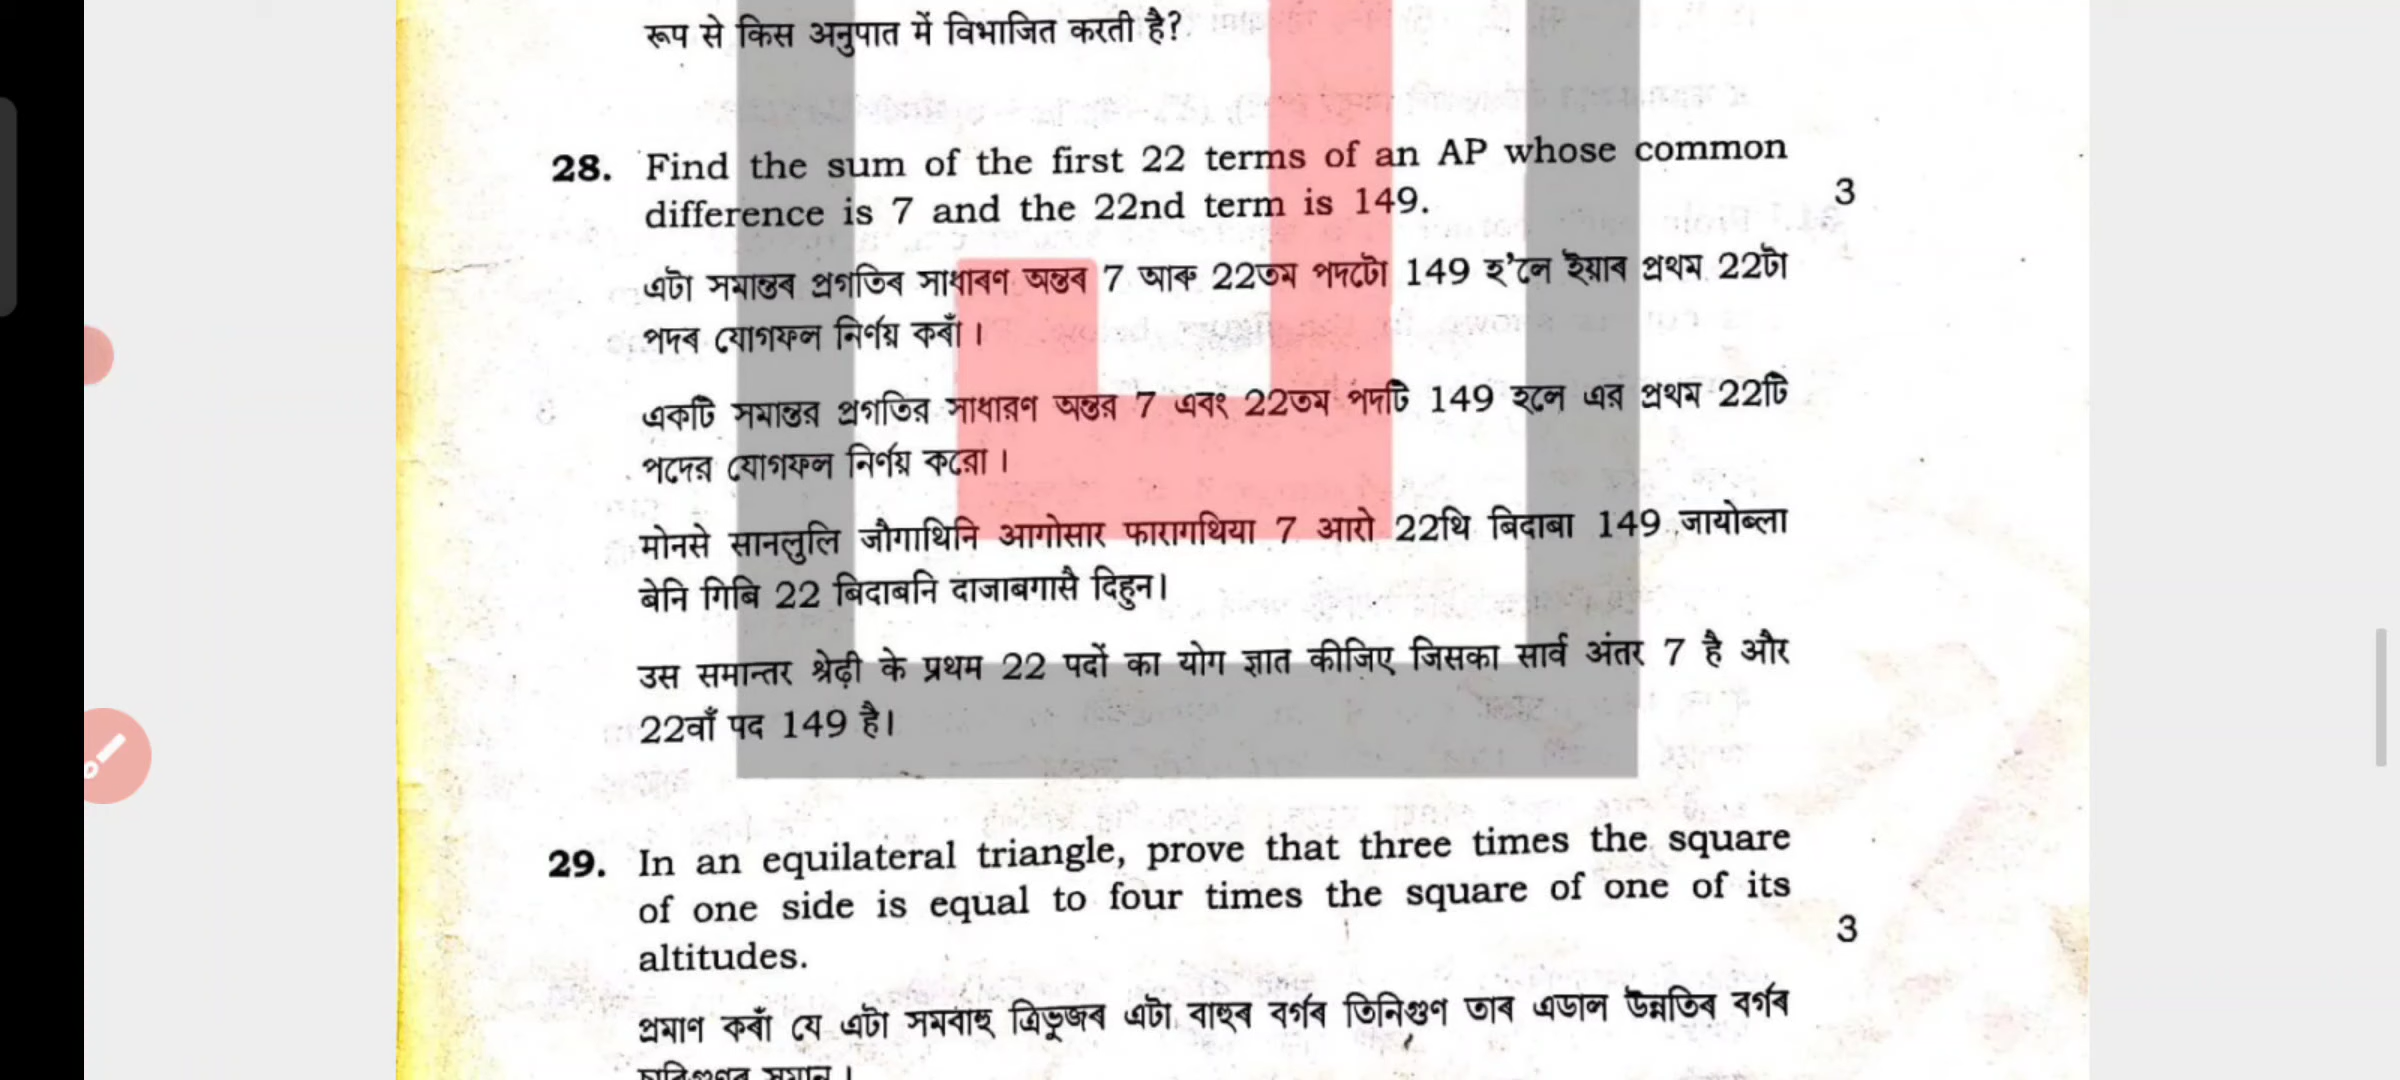 रूप से किस अनुपात में विभाजित करती है?
28. Find the sum of the first 22 terms of an AP whose common
difference is 7 and the 22nd term is 149.
3
এটা সমান্তৰ প্ৰগতিৰ সাধাৰণ অন্তৰ 7 আৰু 22তম পদটো 149 হ'লে ইয়াৰ প্ৰথম 22টা
পদৰ যোগফল নিৰ্ণয় কৰাঁ।
একটি সমান্তর প্রগতির সাধারণ অন্তর 7 এবং 22তম পদটি 149 হলে এর প্রথম 22টি
পদের যোগফল নির্ণয় করো।
मोनसे सानलुलि जौगाथिनि आगोसार फारागथिया 7 आरो 22थि बिदाबा 149 जायोब्ला
बेनि गिबि 22 बिदाबनि दाजाबगासै दिहुन।
उस समान्तर श्रेढ़ी के प्रथम 22 पदों का योग ज्ञात कीजिए जिसका सार्व अंतर 7 है और
22वाँ पद 149 है।
29. In an equilateral triangle, prove that three times the square
of one side is equal to four times the square of one of its
altitudes.
3
প্ৰমাণ কৰাঁ যে এটা সমবাহু ত্ৰিভুজৰ এটা বাহুৰ বৰ্গৰ তিনিগুণ তাৰ এডাল উন্নতিৰ বৰ্গৰ
চাৰিগুণৰ সমান।